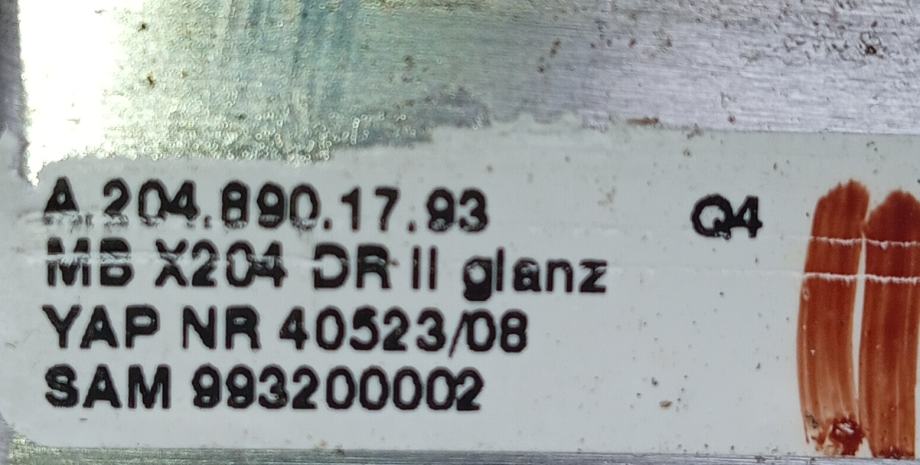 A 204.890.17.93 Q4
MB X204 DR II glanz
YAP NR 40523/08
SAM 993200002